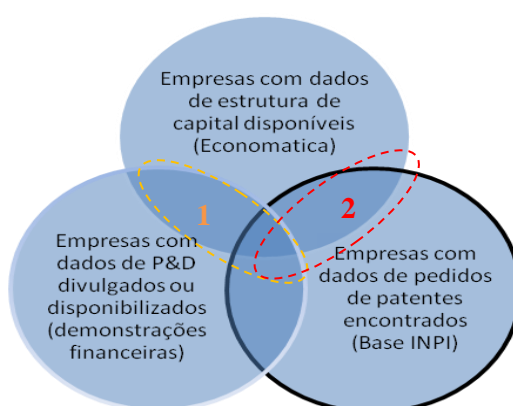 Empresas com dados
de estrutura de
capital disponíveis
(Economatica)
1
2
Empresas com
dados de P&D
divulgados ou
disponibilizados
(demonstrações
financeiras)
Empresas com
dados de pedidos
de patentes
encontrados
(Base INPI)